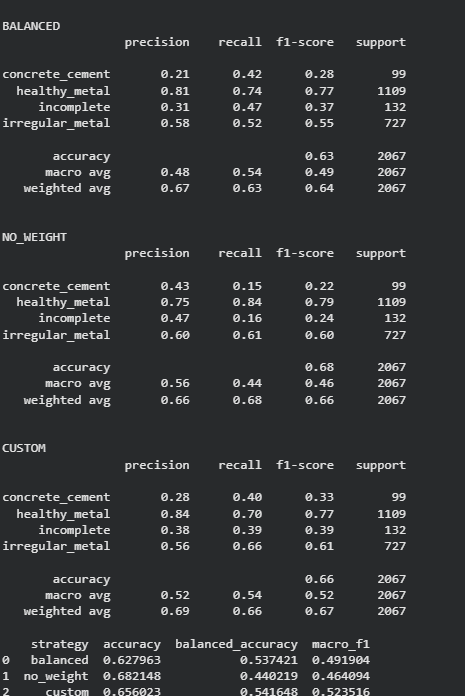 BALANCED
precision recall f1-score support
concrete_cement 0.21 0.42 0.28 99
healthy_metal 0.81 0.74 0.77 1109
incomplete 0.31 0.47 0.37 132
irregular_metal 0.58 0.52 0.55 727
accuracy 0.63 2067
macro avg 0.48 0.54 0.49 2067
weighted avg 0.67 0.63 0.64 2067
NO_WEIGHT
precision recall f1-score support
concrete_cement 0.43 0.15 0.22 99
healthy_metal 0.75 0.84 0.79 1109
incomplete 0.47 0.16 0.24 132
irregular_metal 0.60 0.61 0.60 727
accuracy 0.68 2067
macro avg 0.56 0.44 0.46 2067
weighted avg 0.66 0.68 0.66 2067
CUSTOM
precision recall f1-score support
concrete_cement 0.28 0.40 0.33 99
healthy_metal 0.84 0.70 0.77 1109
incomplete 0.38 0.39 0.39 132
irregular_metal 0.56 0.66 0.61 727
accuracy 0.66 2067
macro avg 0.52 0.54 0.52 2067
weighted avg 0.69 0.66 0.67 2067
strategy accuracy balanced_accuracy macro_f1
0 balanced 0.627963 0.537421 0.491904
1 no_weight 0.682148 0.440219 0.464094
2 custom 0.656023 0.541648 0.523516